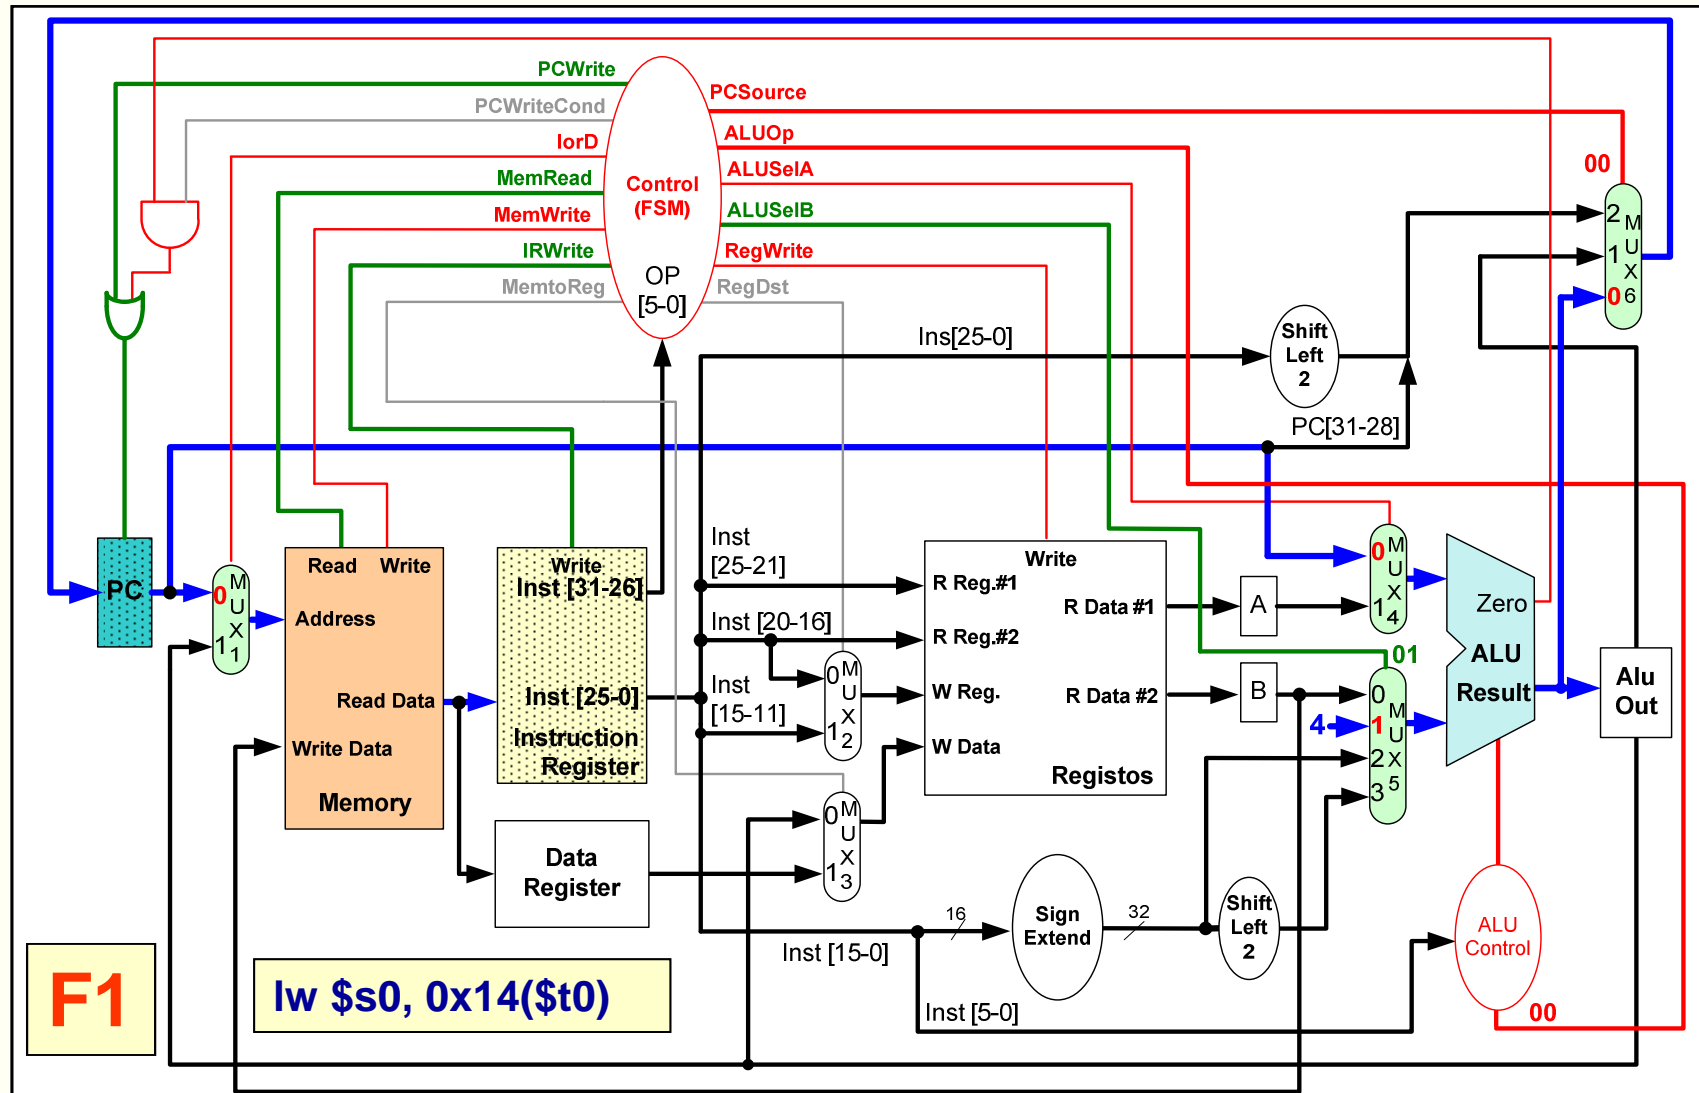 PCWrite
PCWriteCond
IorD
MemRead
MemWrite
IRWrite
MemtoReg
Control
(FSM)
OP
[5-0]
PCSource
ALUOp
ALUSelA
ALUSelB
RegWrite
RegDst
00
2
1
0
M
U
X
6
Ins[25-0]
Shift
Left
2
PC[31-28]
PC
0
1
M
U
X
1
Read
Write
Address
Read Data
Write Data
Memory
Write
Inst [31-26]
Inst [25-0]
Instruction
Register
Data
Register
Inst
[25-21]
Inst [20-16]
Inst
[15-11]
0
1
M
U
X
2
0
1
M
U
X
3
Write
R Reg.#1
R Reg.#2
W Reg.
W Data
R Data #1
R Data #2
Registos
A
B
0
1
M
U
X
4
01
4
0
1
2
3
M
U
X
5
Zero
ALU
Result
Alu
Out
Inst [15-0]
16
Sign
Extend
32
Shift
Left
2
Inst [5-0]
ALU
Control
00
F1
lw $s0, 0x14($t0)